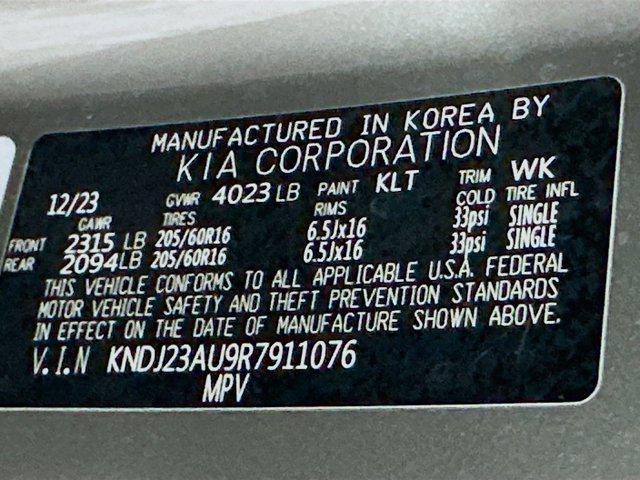 MANUFACTURED IN KOREA BY
KIA CORPORATION
12/23 GVWR 4023 LB PAINT KLT TRIM WK
GAWR TIRES RIMS COLD TIRE INFL
FRONT 2315 LB 205/60R16 6.5Jx16 33psi SINGLE
REAR 2094 LB 205/60R16 6.5Jx16 33psi SINGLE
THIS VEHICLE CONFORMS TO ALL APPLICABLE U.S.A. FEDERAL
MOTOR VEHICLE SAFETY AND THEFT PREVENTION STANDARDS
IN EFFECT ON THE DATE OF MANUFACTURE SHOWN ABOVE.
V.I.N KNDJ23AU9R7911076
MPV